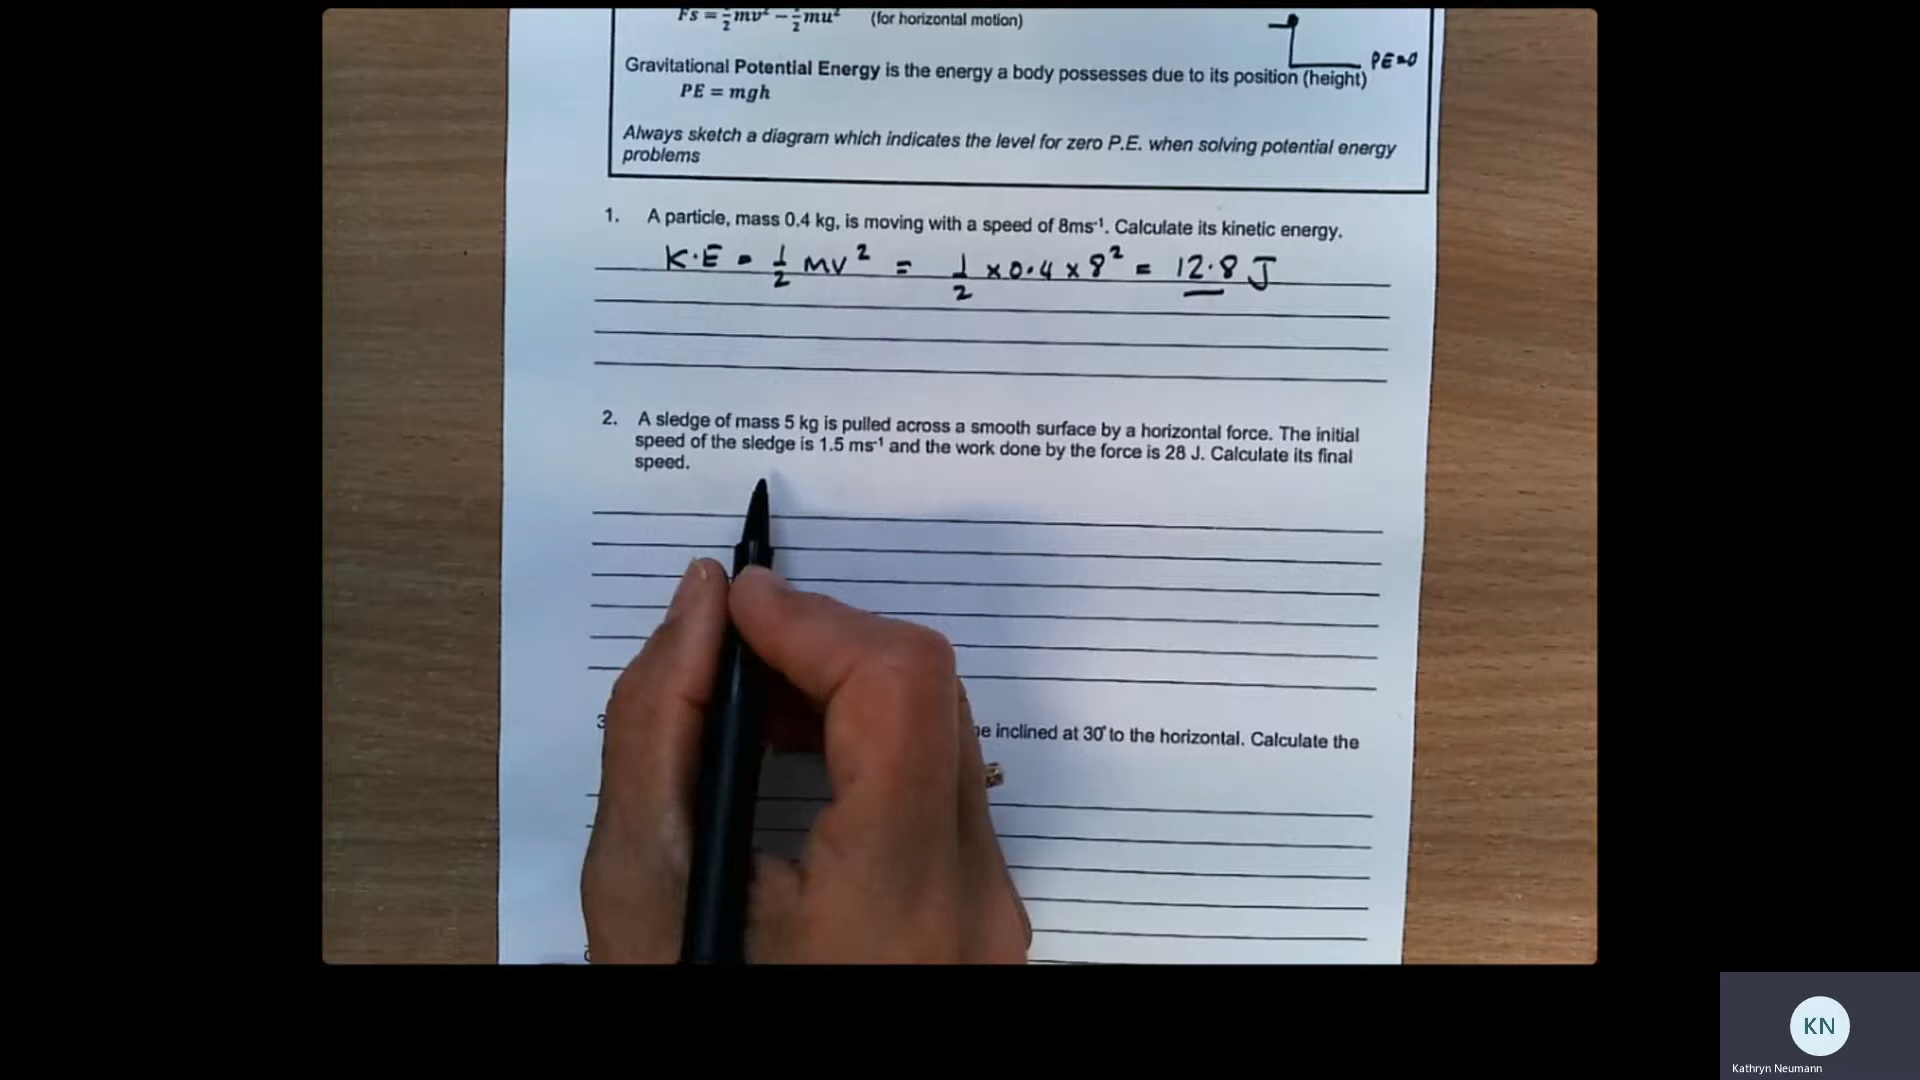 Fs = ½mv² − ½mu² (for horizontal motion)
PE=0
Gravitational Potential Energy is the energy a body possesses due to its position (height)
PE = mgh
Always sketch a diagram which indicates the level for zero P.E. when solving potential energy
problems
1. A particle, mass 0.4 kg, is moving with a speed of 8ms⁻¹. Calculate its kinetic energy.
K.E = ½ mv² = ½ × 0.4 × 8² = 12.8 J
2. A sledge of mass 5 kg is pulled across a smooth surface by a horizontal force. The initial
speed of the sledge is 1.5 ms⁻¹ and the work done by the force is 28 J. Calculate its final
speed.
3
inclined at 30° to the horizontal. Calculate the
KN
Kathryn Neumann